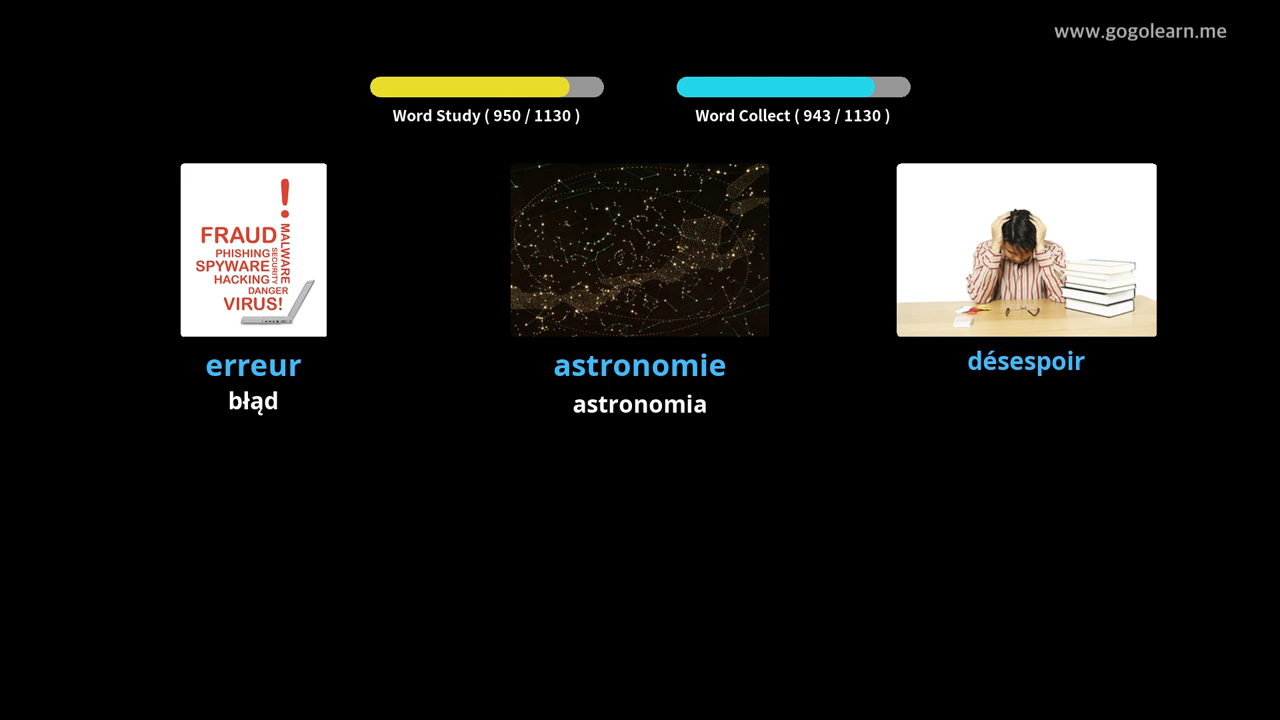 www.gogolearn.me
Word Study ( 950 / 1130 )
Word Collect ( 943 / 1130 )
!
FRAUD
PHISHING
SPYWARE
HACKING
DANGER
VIRUS!
MALWARE
SECURITY
erreur
błąd
astronomie
astronomia
désespoir